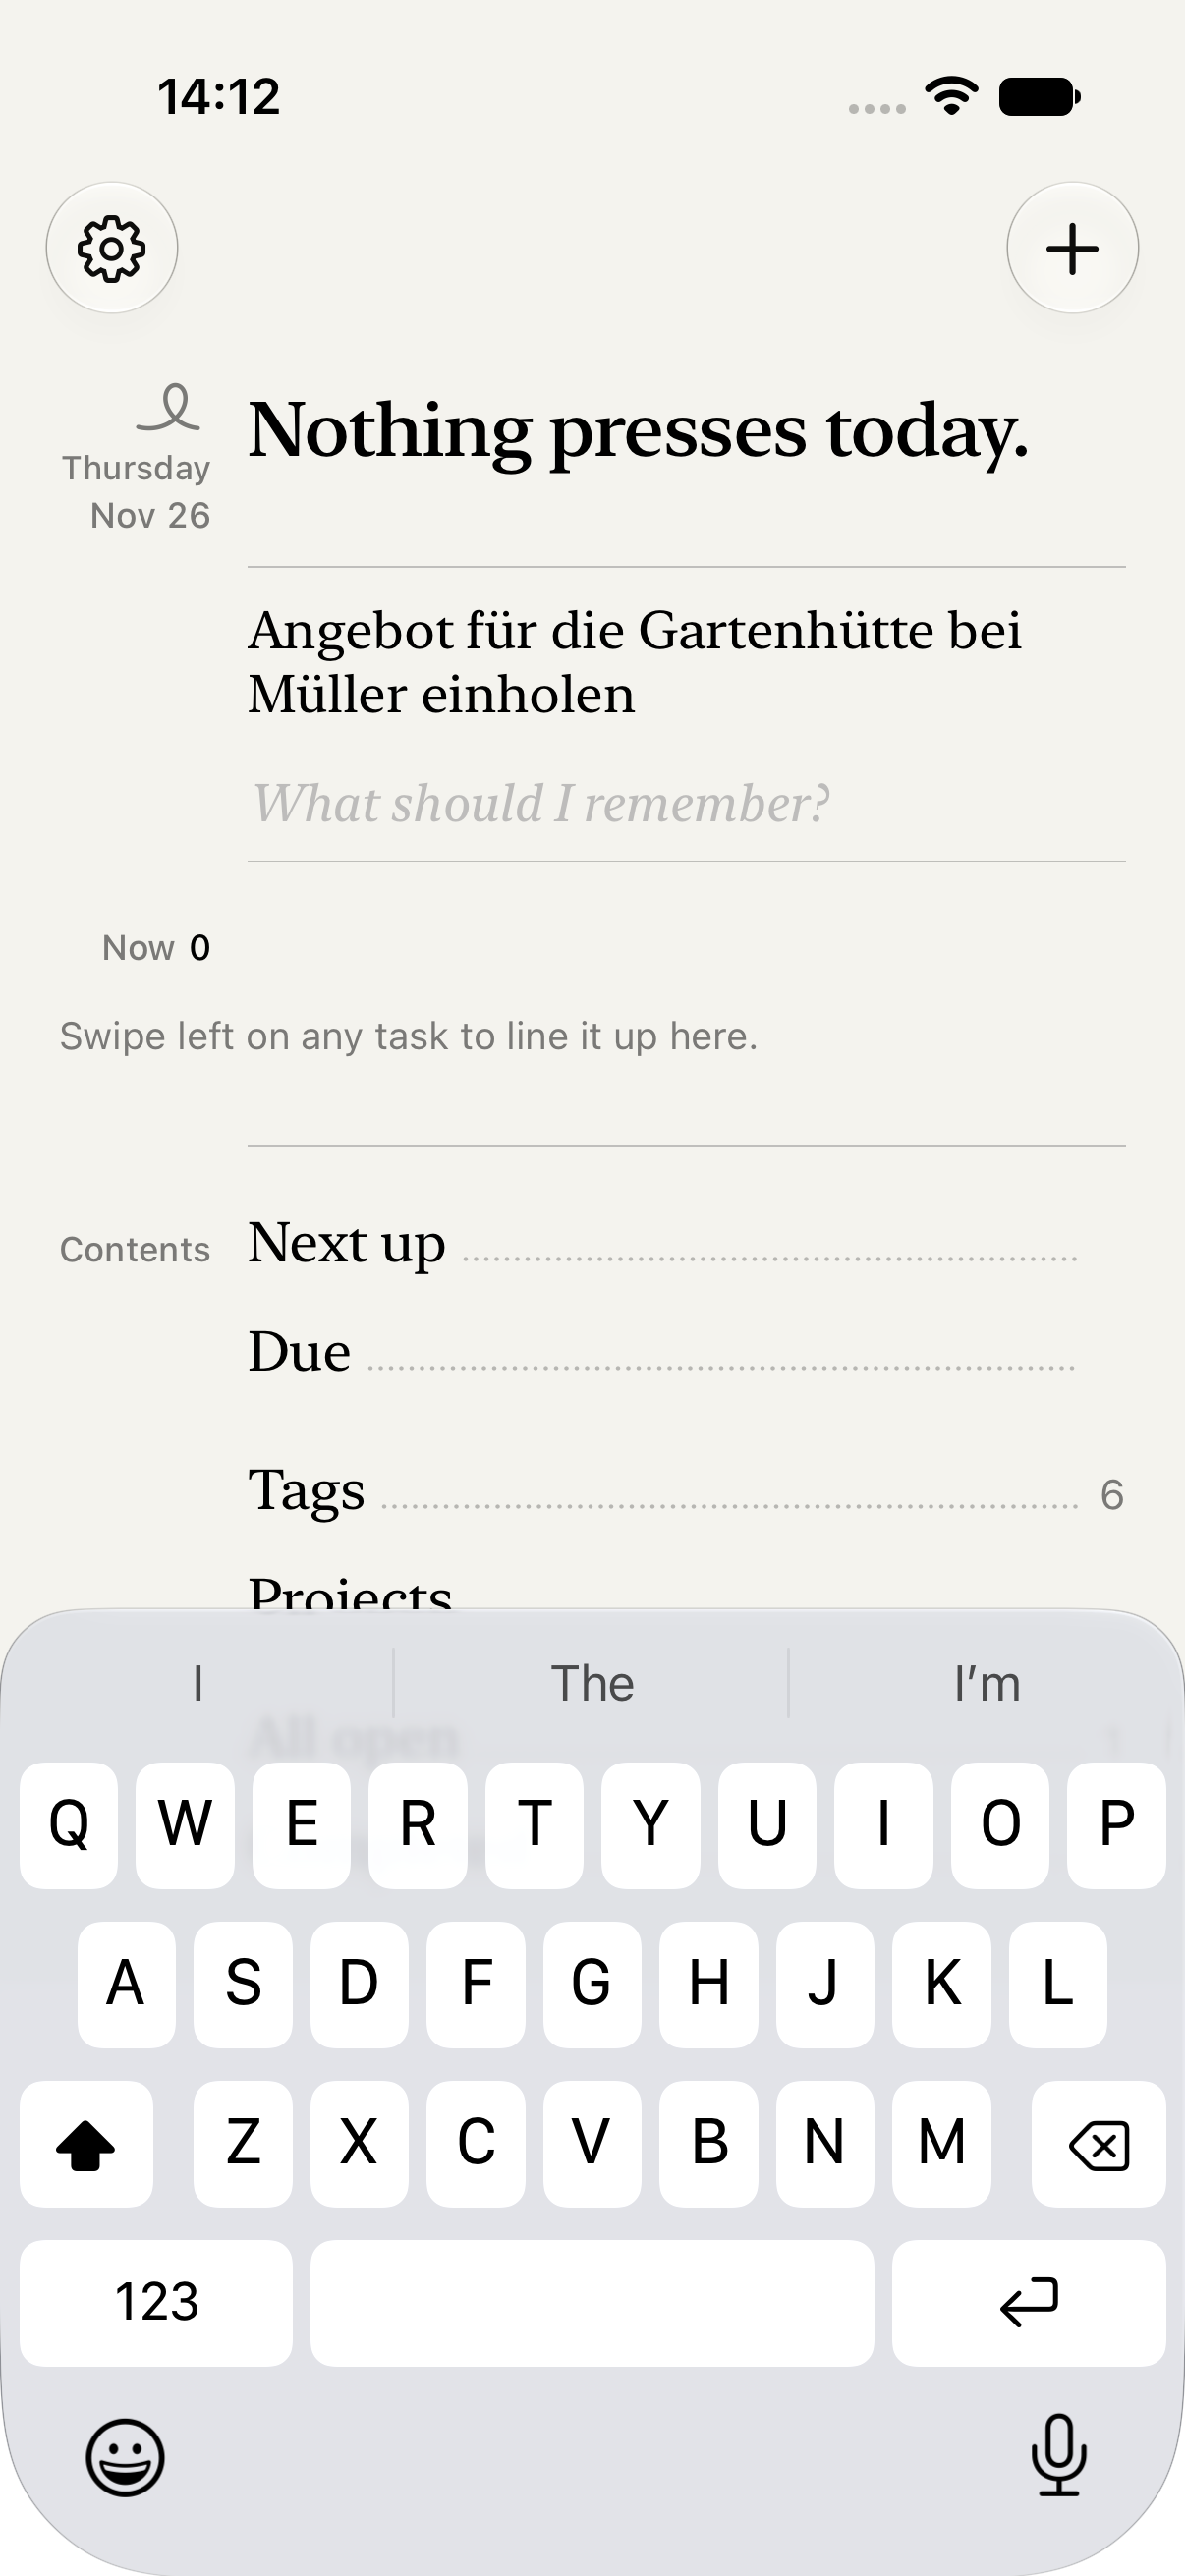 14:12
Nothing presses today.
Thursday
Nov 26
Angebot für die Gartenhütte bei
Müller einholen
What should I remember?
Now 0
Swipe left on any task to line it up here.
Contents
Next up
Due
Tags 6
Projects
All open
I The I'm
Q W E R T Y U I O P
A S D F G H J K L
Z X C V B N M
123